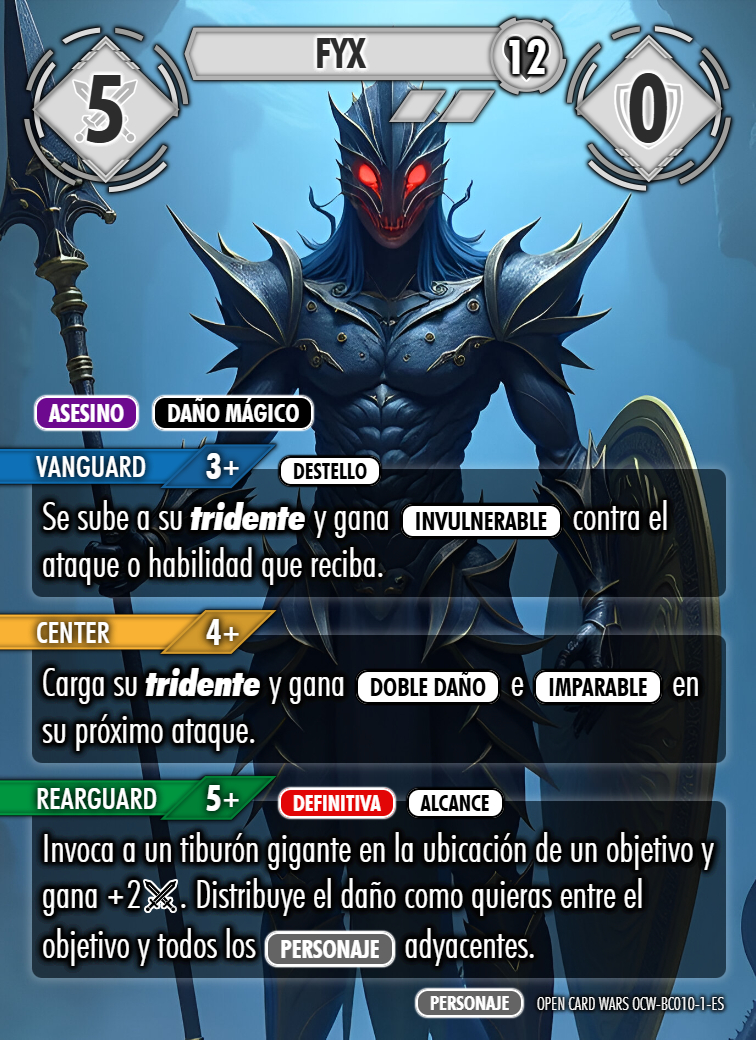 FYX
12
5
0
ASESINO DAÑO MÁGICO
VANGUARD 3+ DESTELLO
Se sube a su tridente y gana INVULNERABLE contra el
ataque o habilidad que reciba.
CENTER 4+
Carga su tridente y gana DOBLE DAÑO e IMPARABLE en
su próximo ataque.
REARGUARD 5+ DEFINITIVA ALCANCE
Invoca a un tiburón gigante en la ubicación de un objetivo y
gana +2. Distribuye el daño como quieras entre el
objetivo y todos los PERSONAJE adyacentes.
PERSONAJE OPEN CARD WARS OCW-BC010-1-ES